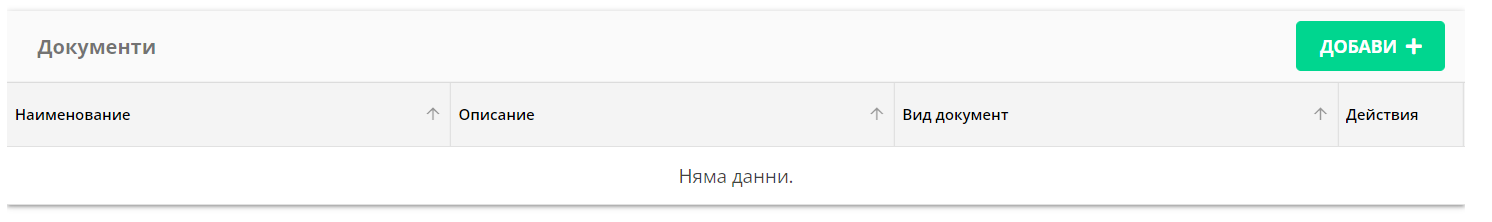 Документи
ДОБАВИ
Наименование Описание Вид документ Действия
Няма данни.